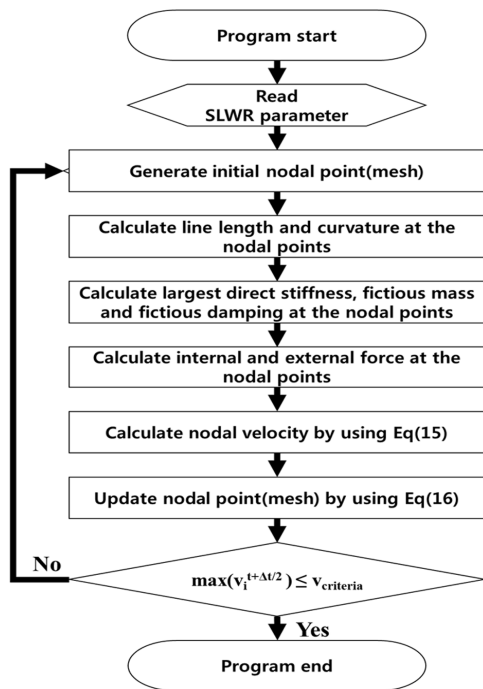 Program start
Read
SLWR parameter
Generate initial nodal point(mesh)
Calculate line length and curvature at the
nodal points
Calculate largest direct stiffness, fictious mass
and fictious damping at the nodal points
Calculate internal and external force at the
nodal points
Calculate nodal velocity by using Eq(15)
Update nodal point(mesh) by using Eq(16)
No
max(v_i^{t+Δt/2}) ≤ v_{criteria}
Yes
Program end